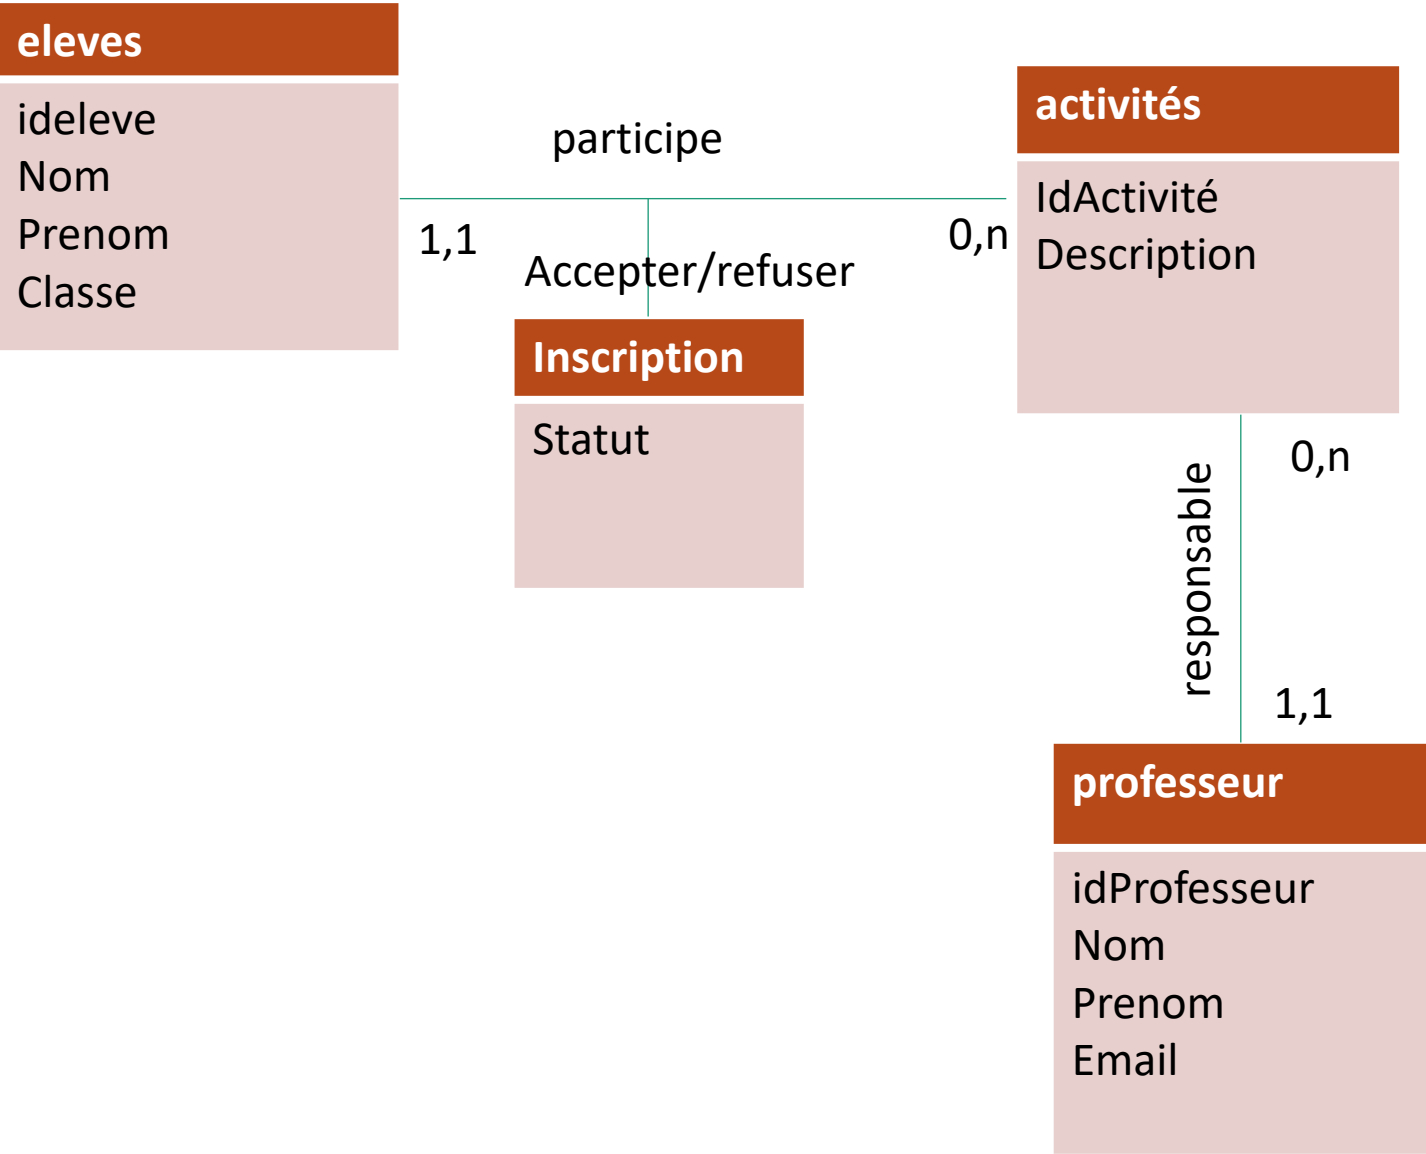 eleves
ideleve
Nom
Prenom
Classe
participe
1,1
0,n
Accepter/refuser
Inscription
Statut
activités
IdActivité
Description
0,n
responsable
1,1
professeur
idProfesseur
Nom
Prenom
Email